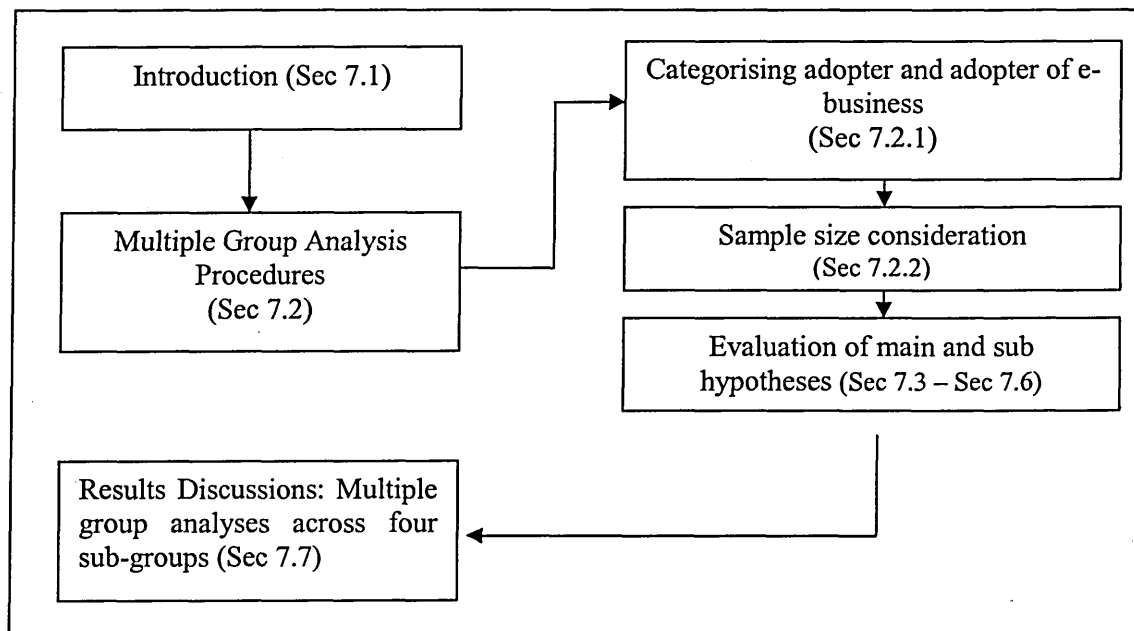 Introduction (Sec 7.1)
Multiple Group Analysis
Procedures
(Sec 7.2)
Categorising adopter and adopter of e-
business
(Sec 7.2.1)
Sample size consideration
(Sec 7.2.2)
Evaluation of main and sub
hypotheses (Sec 7.3 – Sec 7.6)
Results Discussions: Multiple
group analyses across four
sub-groups (Sec 7.7)